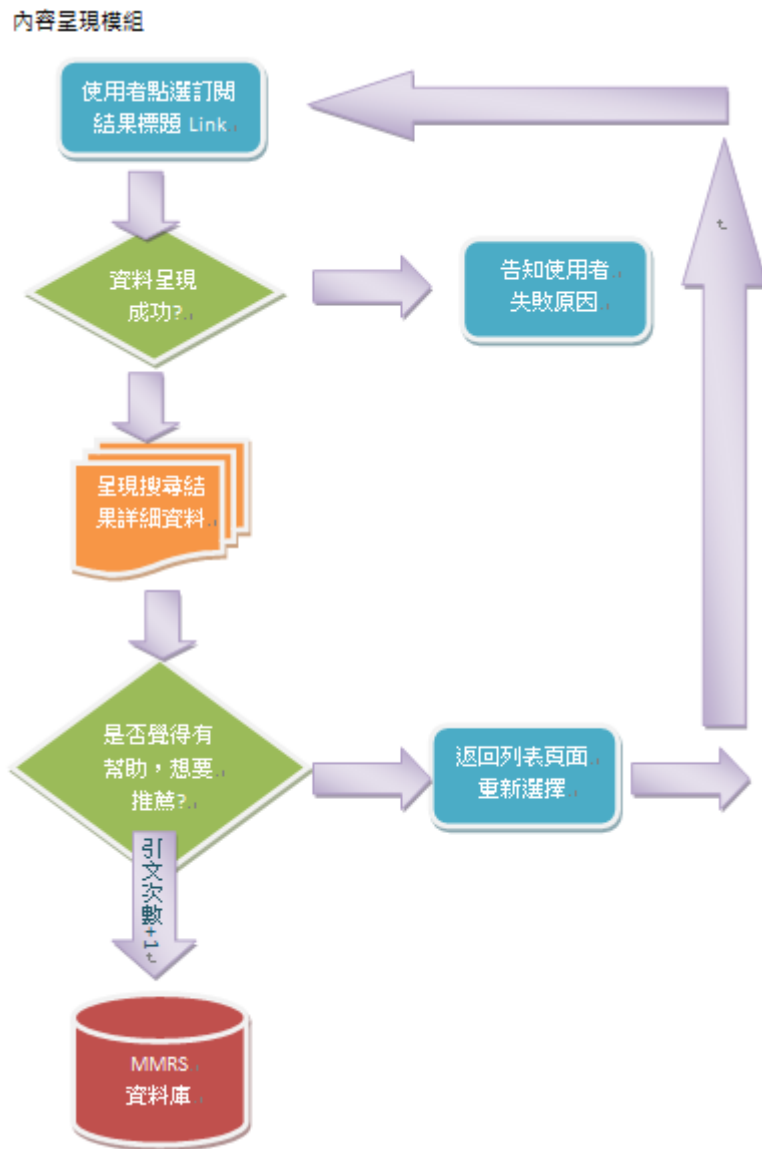 內容呈現模組
使用者點選訂閱
結果標題 Link
資料呈現
成功?
告知使用者
失敗原因
呈現搜尋結
果詳細資料
是否覺得有
幫助，想要
推薦?
返回列表頁面
重新選擇
引文次數+1
MMRS
資料庫